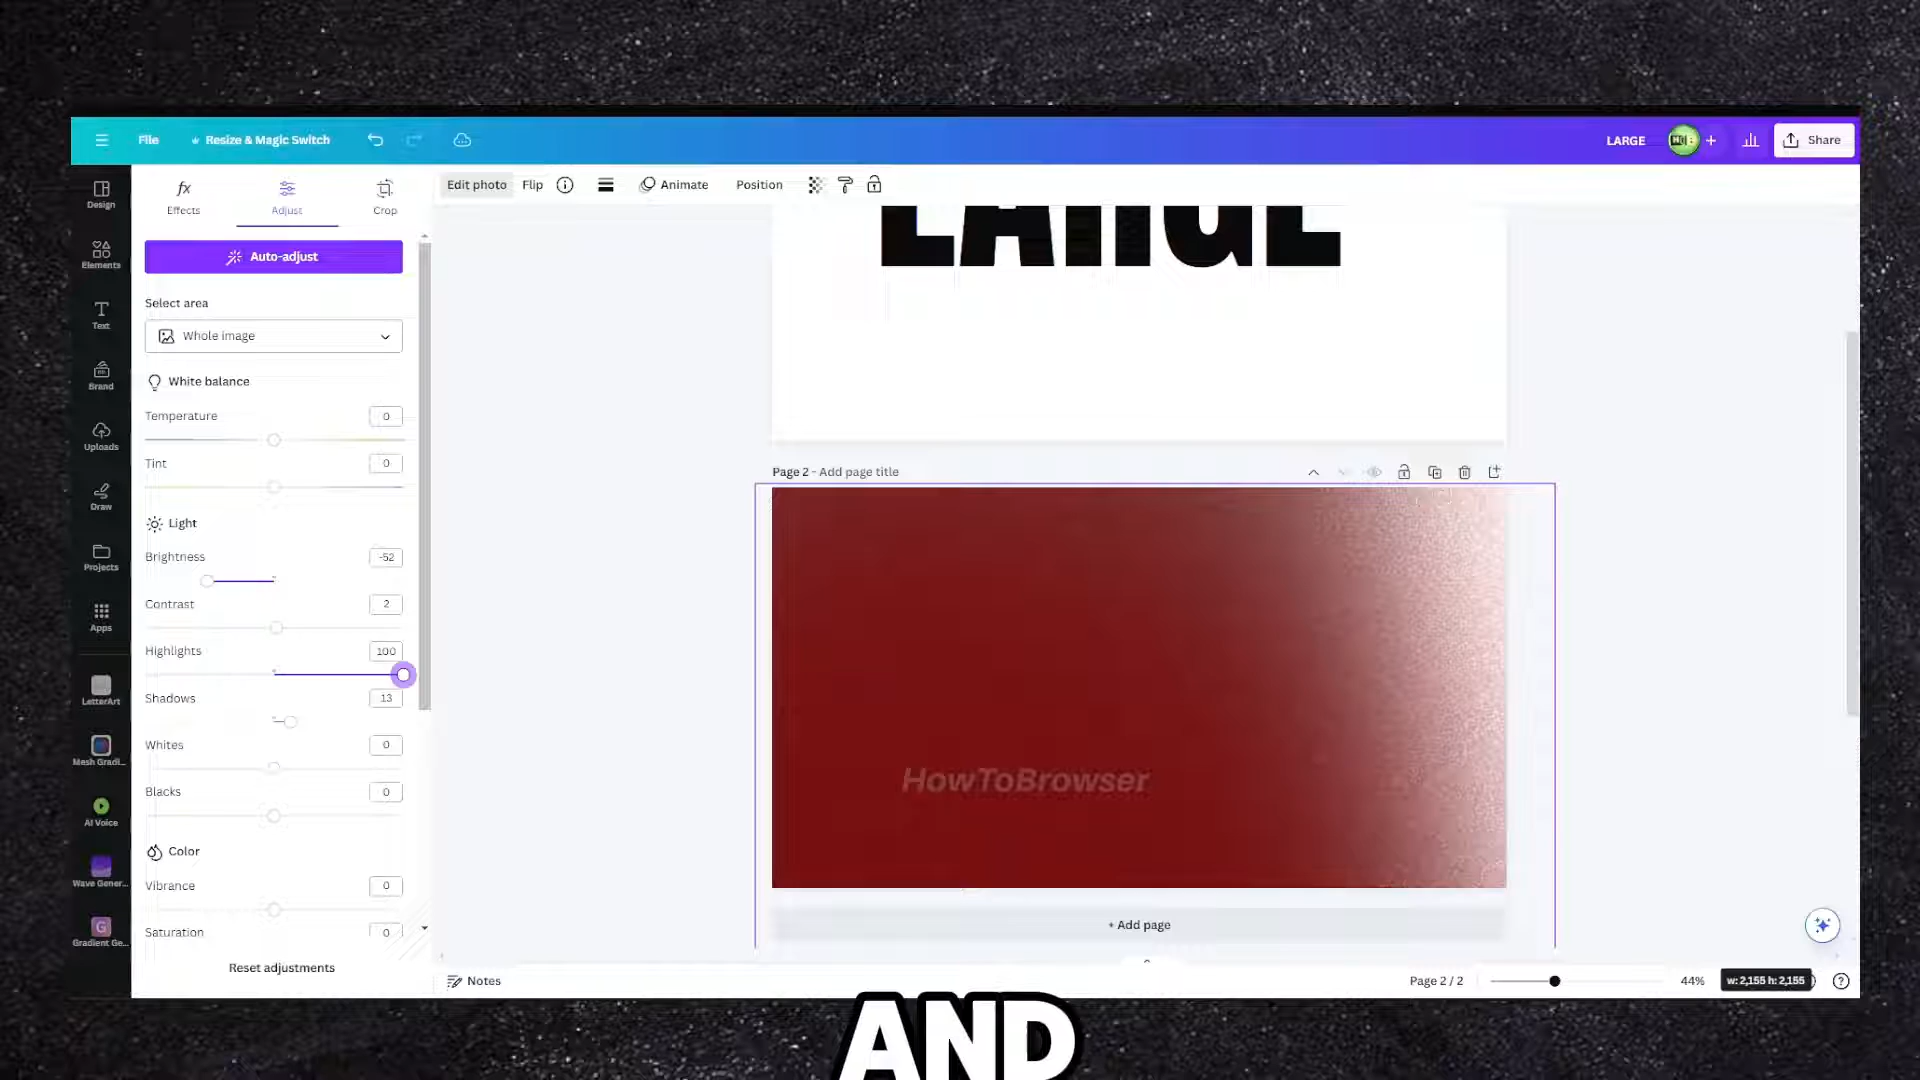 File
Resize & Magic Switch
LARGE
Share
Design
Elements
Text
Brand
Uploads
Draw
Projects
Apps
LetterArt
Mesh Gradi...
AI Voice
Wave Gener...
G
Gradient Ge...
fx
Effects
Adjust
Crop
Auto-adjust
Select area
Whole image
White balance
Temperature 0
Tint 0
Light
Brightness -52
Contrast 2
Highlights 100
Shadows 13
Whites 0
Blacks 0
Color
Vibrance 0
Saturation 0
Reset adjustments
Edit photo Flip Animate Position
LARGE
Page 2 - Add page title
HowToBrowser
+ Add page
Notes
Page 2 / 2 44% w: 2,155 h: 2,155
AND